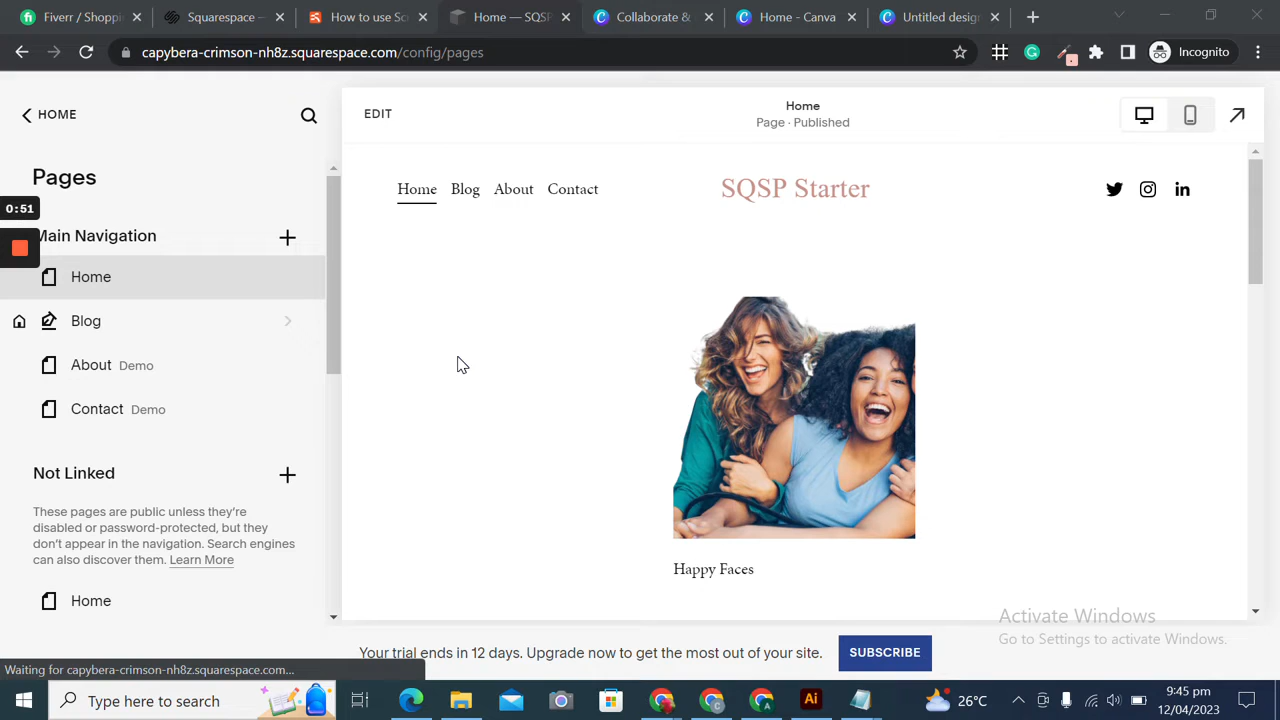 Fiverr / Shoppi
Squarespace –
How to use Sc
Home — SQSP
Collaborate &
Home - Canva
Untitled desig
capybera-crimson-nh8z.squarespace.com/config/pages
Incognito
HOME
EDIT
Home
Page · Published
Pages
Home Blog About Contact
SQSP Starter
0:51
Main Navigation
Home
Blog
About Demo
Contact Demo
Not Linked
These pages are public unless they're
disabled or password-protected, but they
don't appear in the navigation. Search engines
can also discover them. Learn More
Home
Happy Faces
Activate Windows
Go to Settings to activate Windows.
Your trial ends in 12 days. Upgrade now to get the most out of your site.
SUBSCRIBE
Waiting for capybera-crimson-nh8z.squarespace.com...
Type here to search
26°C
9:45 pm
12/04/2023